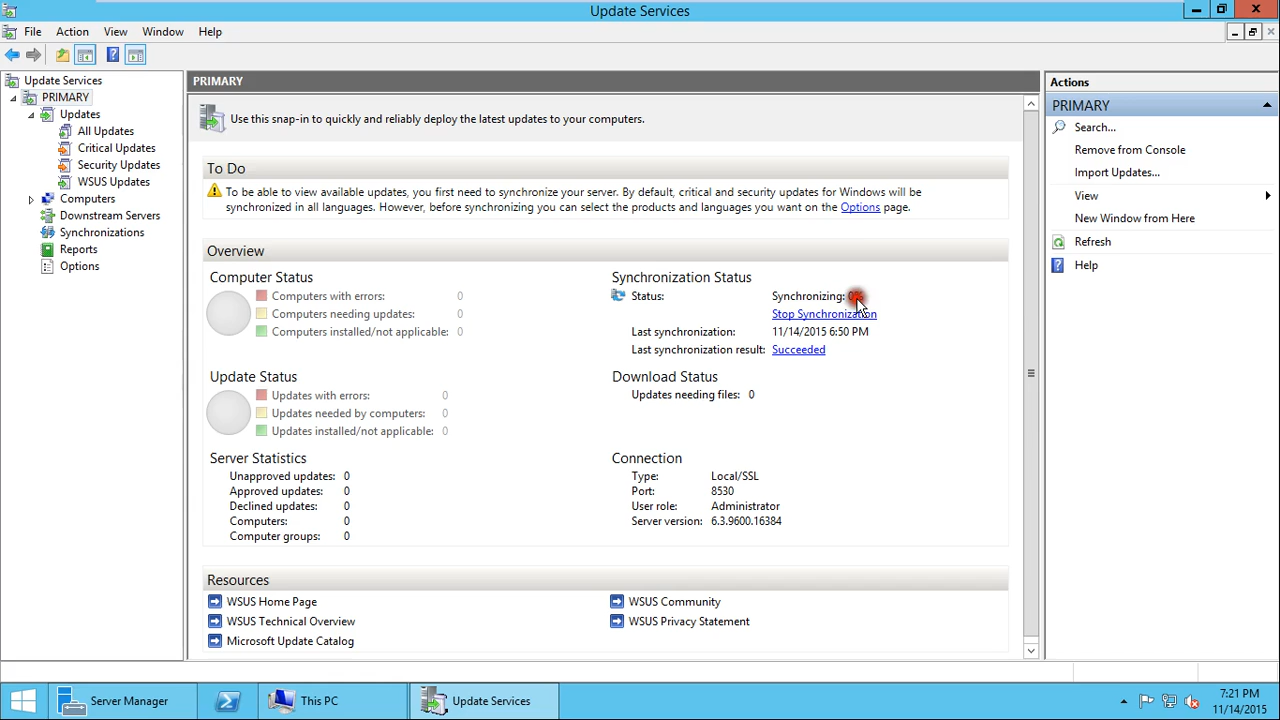 Update Services
File Action View Window Help
Update Services
PRIMARY
Updates
All Updates
Critical Updates
Security Updates
WSUS Updates
Computers
Downstream Servers
Synchronizations
Reports
Options
PRIMARY
Use this snap-in to quickly and reliably deploy the latest updates to your computers.
To Do
To be able to view available updates, you first need to synchronize your server. By default, critical and security updates for Windows will be
synchronized in all languages. However, before synchronizing you can select the products and languages you want on the Options page.
Overview
Computer Status
Computers with errors: 0
Computers needing updates: 0
Computers installed/not applicable: 0
Update Status
Updates with errors: 0
Updates needed by computers: 0
Updates installed/not applicable: 0
Server Statistics
Unapproved updates: 0
Approved updates: 0
Declined updates: 0
Computers: 0
Computer groups: 0
Synchronization Status
Status: Synchronizing:
Stop Synchronization
Last synchronization: 11/14/2015 6:50 PM
Last synchronization result: Succeeded
Download Status
Updates needing files: 0
Connection
Type: Local/SSL
Port: 8530
User role: Administrator
Server version: 6.3.9600.16384
Resources
WSUS Home Page
WSUS Technical Overview
Microsoft Update Catalog
WSUS Community
WSUS Privacy Statement
Actions
PRIMARY
Search...
Remove from Console
Import Updates...
View
New Window from Here
Refresh
Help
Server Manager
This PC
Update Services
7:21 PM
11/14/2015